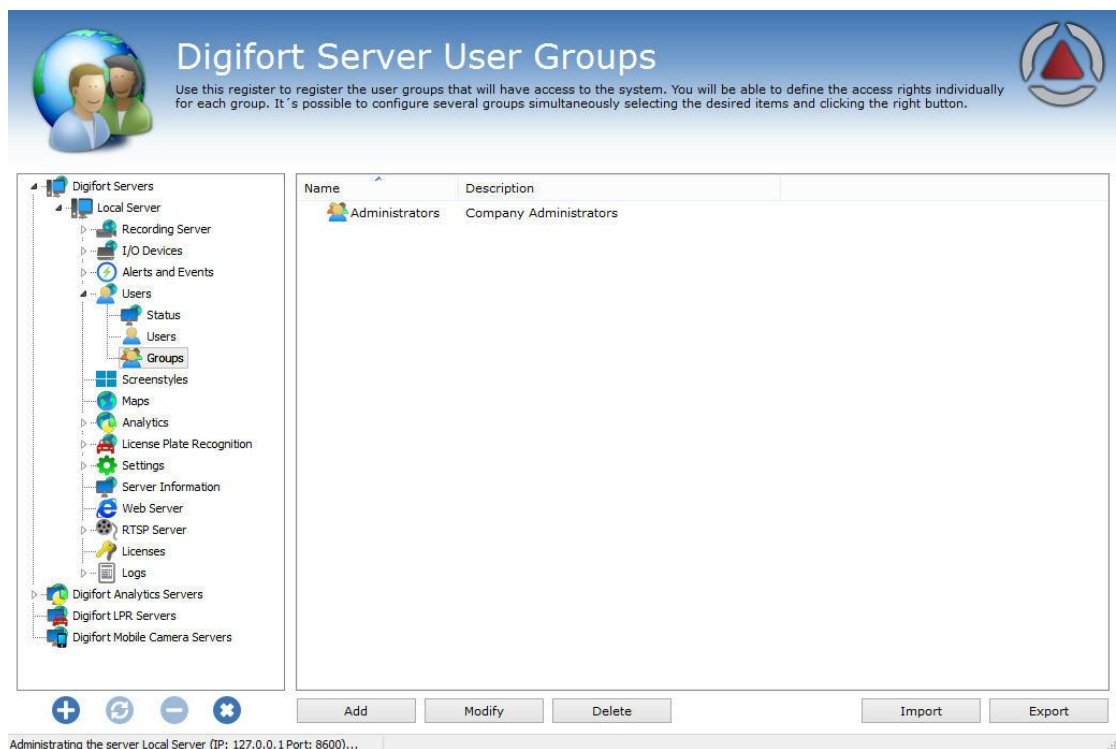 Digifort Server User Groups
Use this register to register the user groups that will have access to the system. You will be able to define the access rights individually
for each group. It´s possible to configure several groups simultaneously selecting the desired items and clicking the right button.
Digifort Servers
Local Server
Recording Server
I/O Devices
Alerts and Events
Users
Status
Users
Groups
Screenstyles
Maps
Analytics
License Plate Recognition
Settings
Server Information
Web Server
RTSP Server
Licenses
Logs
Digifort Analytics Servers
Digifort LPR Servers
Digifort Mobile Camera Servers
Name Description
Administrators Company Administrators
Add Modify Delete Import Export
Administrating the server Local Server (IP: 127.0.0.1 Port: 8600)...